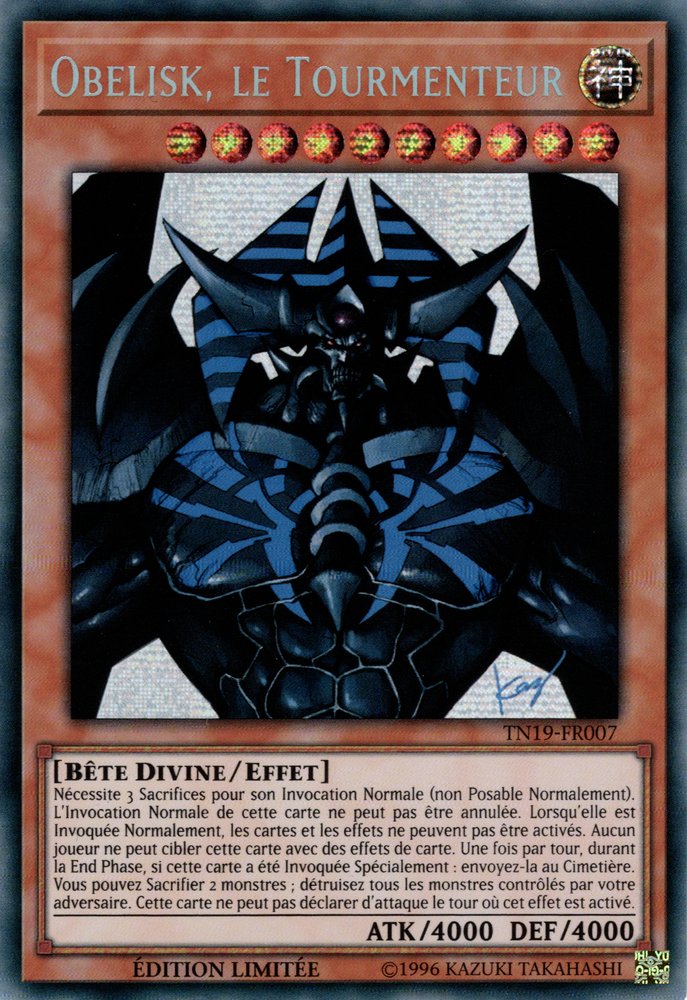 OBELISK, LE TOURMENTEUR
神
TN19-FR007
[BÊTE DIVINE/EFFET]
Nécessite 3 Sacrifices pour son Invocation Normale (non Posable Normalement).
L'Invocation Normale de cette carte ne peut pas être annulée. Lorsqu'elle est
Invoquée Normalement, les cartes et les effets ne peuvent pas être activés. Aucun
joueur ne peut cibler cette carte avec des effets de carte. Une fois par tour, durant
la End Phase, si cette carte a été Invoquée Spécialement : envoyez-la au Cimetière.
Vous pouvez Sacrifier 2 monstres ; détruisez tous les monstres contrôlés par votre
adversaire. Cette carte ne peut pas déclarer d'attaque le tour où cet effet est activé.
ATK/4000 DEF/4000
ÉDITION LIMITÉE
©1996 KAZUKI TAKAHASHI